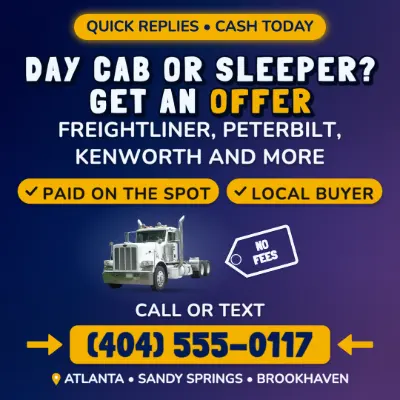 QUICK REPLIES • CASH TODAY
DAY CAB OR SLEEPER?
GET AN OFFER
FREIGHTLINER, PETERBILT,
KENWORTH AND MORE
✓ PAID ON THE SPOT
✓ LOCAL BUYER
NO
FEES
CALL OR TEXT
(404) 555-0117
ATLANTA • SANDY SPRINGS • BROOKHAVEN